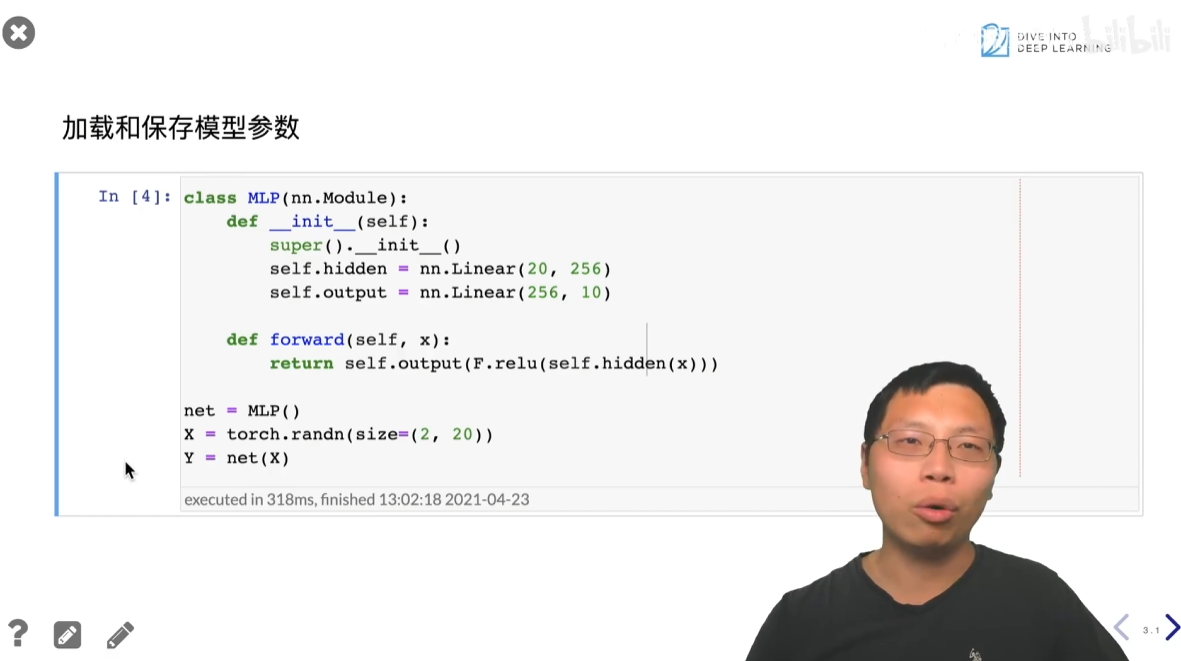 bilibili
DIVE INTO
DEEP LEARNING
加载和保存模型参数
In [4]:
class MLP(nn.Module):
    def __init__(self):
        super().__init__()
        self.hidden = nn.Linear(20, 256)
        self.output = nn.Linear(256, 10)
    def forward(self, x):
        return self.output(F.relu(self.hidden(x)))
net = MLP()
X = torch.randn(size=(2, 20))
Y = net(X)
executed in 318ms, finished 13:02:18 2021-04-23
?
3.1